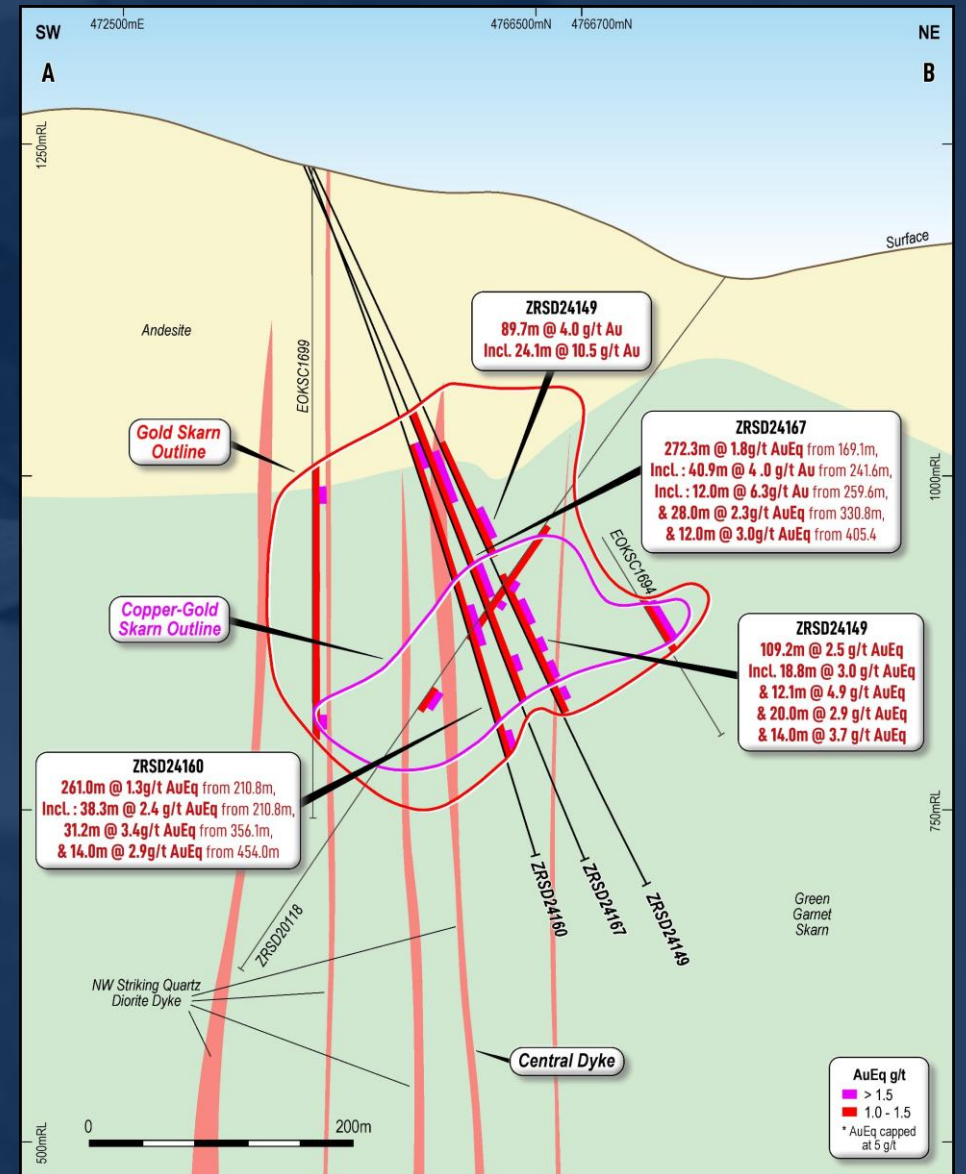 472500mE
4766500mN
4766700mN
SW
NE
A
B
1250mRL
Surface
Andesite
EOKSC1699
ZRSD24149
89.7m @ 4.0 g/t Au
Incl. 24.1m @ 10.5 g/t Au
Gold Skarn
Outline
ZRSD24167
272.3m @ 1.8g/t AuEq from 169.1m,
Incl. : 40.9m @ 4 .0 g/t Au from 241.6m,
Incl. : 12.0m @ 6.3g/t Au from 259.6m,
& 28.0m @ 2.3g/t AuEq from 330.8m,
& 12.0m @ 3.0g/t AuEq from 405.4
1000mRL
EOKSC1694
Copper-Gold
Skarn Outline
ZRSD24149
109.2m @ 2.5 g/t AuEq
Incl. 18.8m @ 3.0 g/t AuEq
& 12.1m @ 4.9 g/t AuEq
& 20.0m @ 2.9 g/t AuEq
& 14.0m @ 3.7 g/t AuEq
ZRSD24160
261.0m @ 1.3g/t AuEq from 210.8m,
Incl. : 38.3m @ 2.4 g/t AuEq from 210.8m,
31.2m @ 3.4g/t AuEq from 356.1m,
& 14.0m @ 2.9g/t AuEq from 454.0m
750mRL
ZRSD24160
ZRSD24167
ZRSD24149
ZRSD20118
Green
Garnet
Skarn
NW Striking Quartz
Diorite Dyke
Central Dyke
AuEq g/t
> 1.5
1.0 - 1.5
* AuEq capped
at 5 g/t
0
200m
500mRL